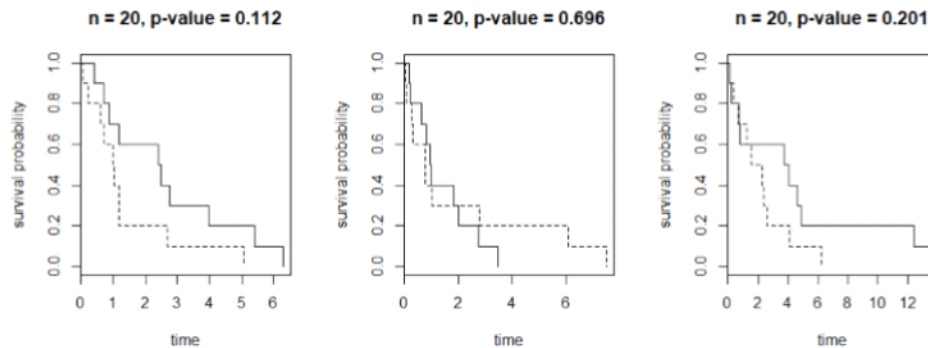 n = 20, p-value = 0.112
n = 20, p-value = 0.696
n = 20, p-value = 0.201
survival probability
0.0 0.2 0.4 0.6 0.8 1.0
0 1 2 3 4 5 6
time
survival probability
0.0 0.2 0.4 0.6 0.8 1.0
0 2 4 6
time
survival probability
0.0 0.2 0.4 0.6 0.8 1.0
0 2 4 6 8 10 12
time